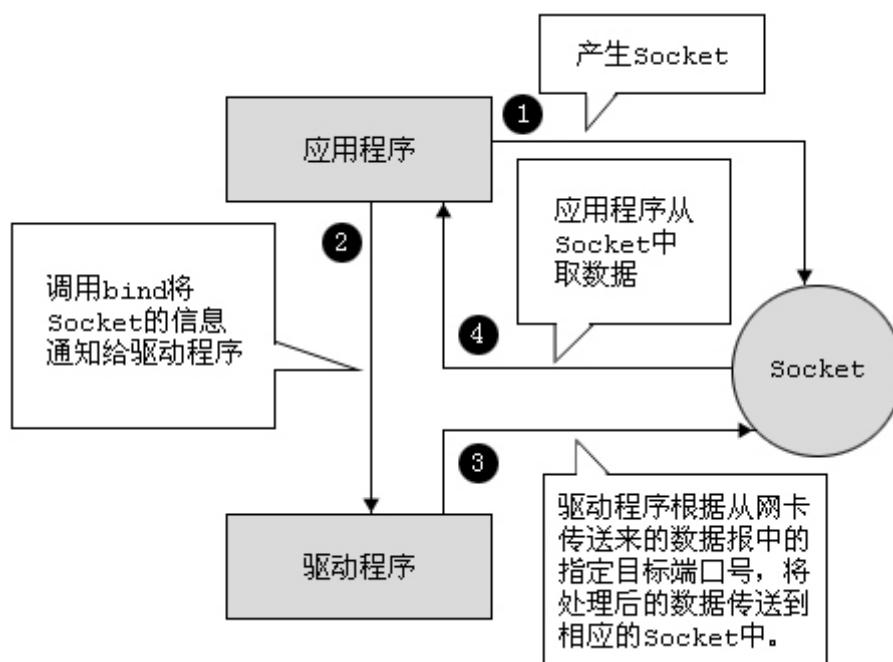 产生Socket
1
应用程序
2
应用程序从
Socket中
取数据
调用bind将
Socket的信息
通知给驱动程序
4
Socket
3
驱动程序根据从网卡
传送来的数据报中的
指定目标端口号，将
处理后的数据传送到
相应的Socket中。
驱动程序